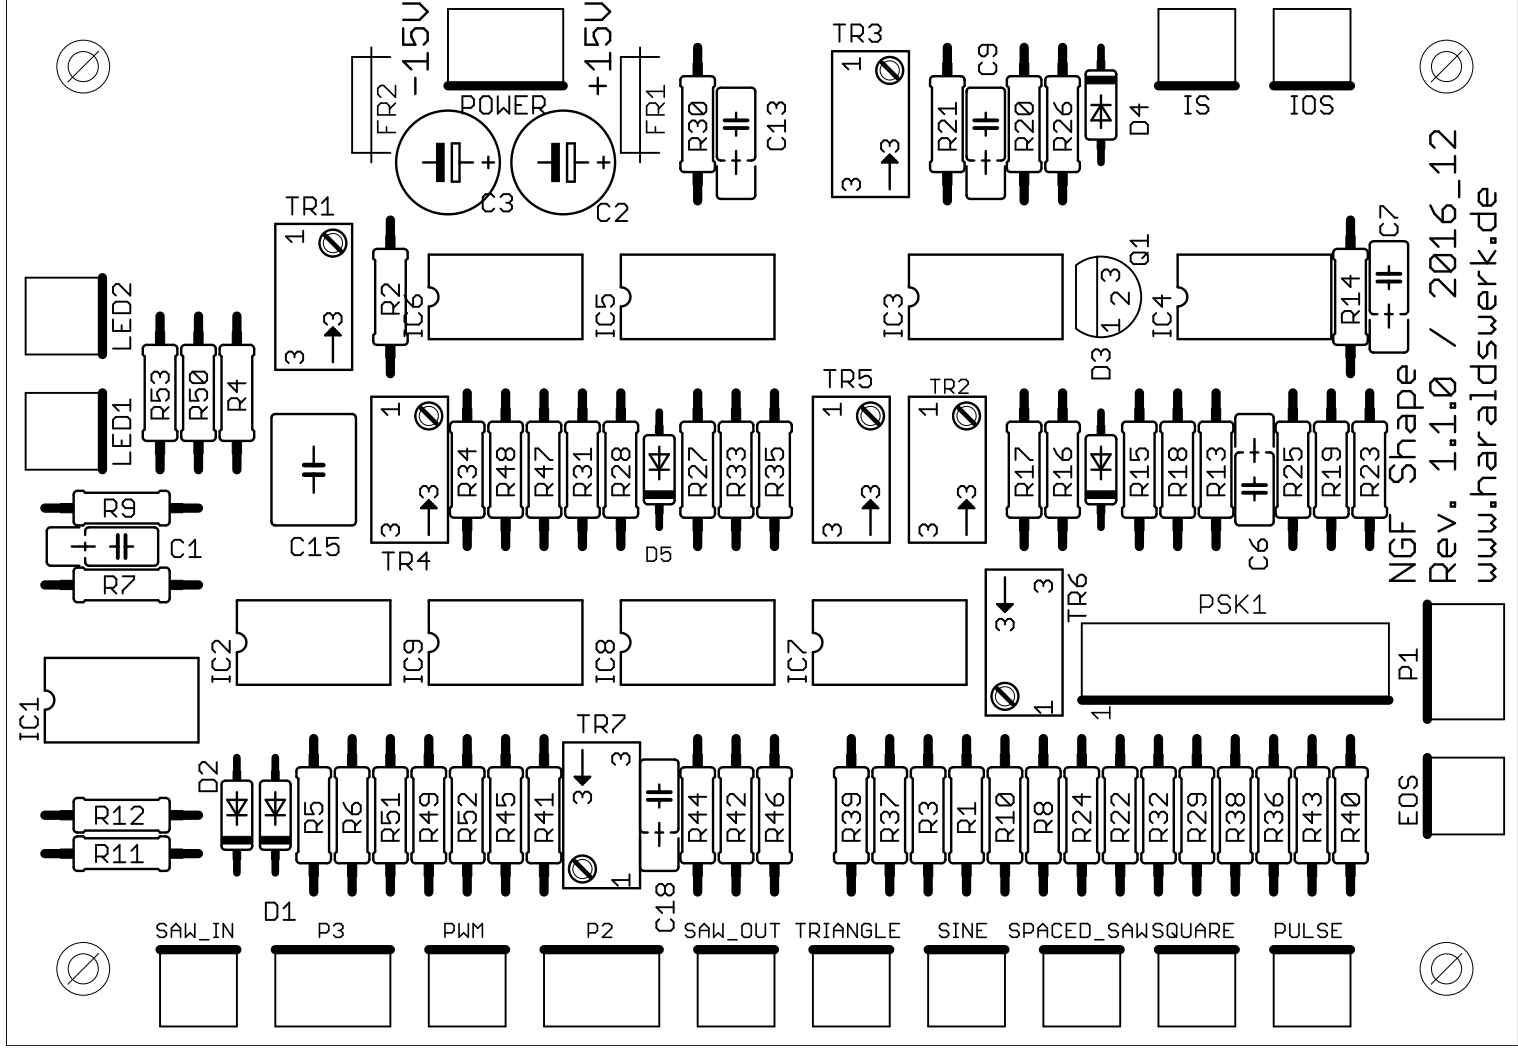 -15V
+15V
FR2
POWER
FR1
C3
C2
R30
C13
TR3
1
3
3
R21
C9
R20
R26
D4
IS
IOS
TR1
1
3
3
R2
IC6
IC5
IC3
Q1
1 2 3
D3
IC4
R14
C7
LED2
LED1
R53
R50
R4
C15
TR4
1
3
3
R34
R48
R47
R31
R28
D5
R27
R33
R35
TR5
1
3
3
TR2
1
3
3
R17
R16
R15
R18
R13
C6
R25
R19
R23
NGF Shape
Rev. 1.1.0 / 2016_12
www.haraldswerk.de
R9
C1
R7
IC1
IC2
IC9
IC8
IC7
TR6
3
3
1
PSK1
1
P1
EOS
R12
R11
D2
D1
R5
R6
R51
R49
R52
R45
R41
TR7
3
3
1
C18
R44
R42
R46
R39
R37
R3
R1
R10
R8
R24
R22
R32
R29
R38
R36
R43
R40
SAW_IN
P3
PWM
P2
SAW_OUT
TRIANGLE
SINE
SPACED_SAW
SQUARE
PULSE